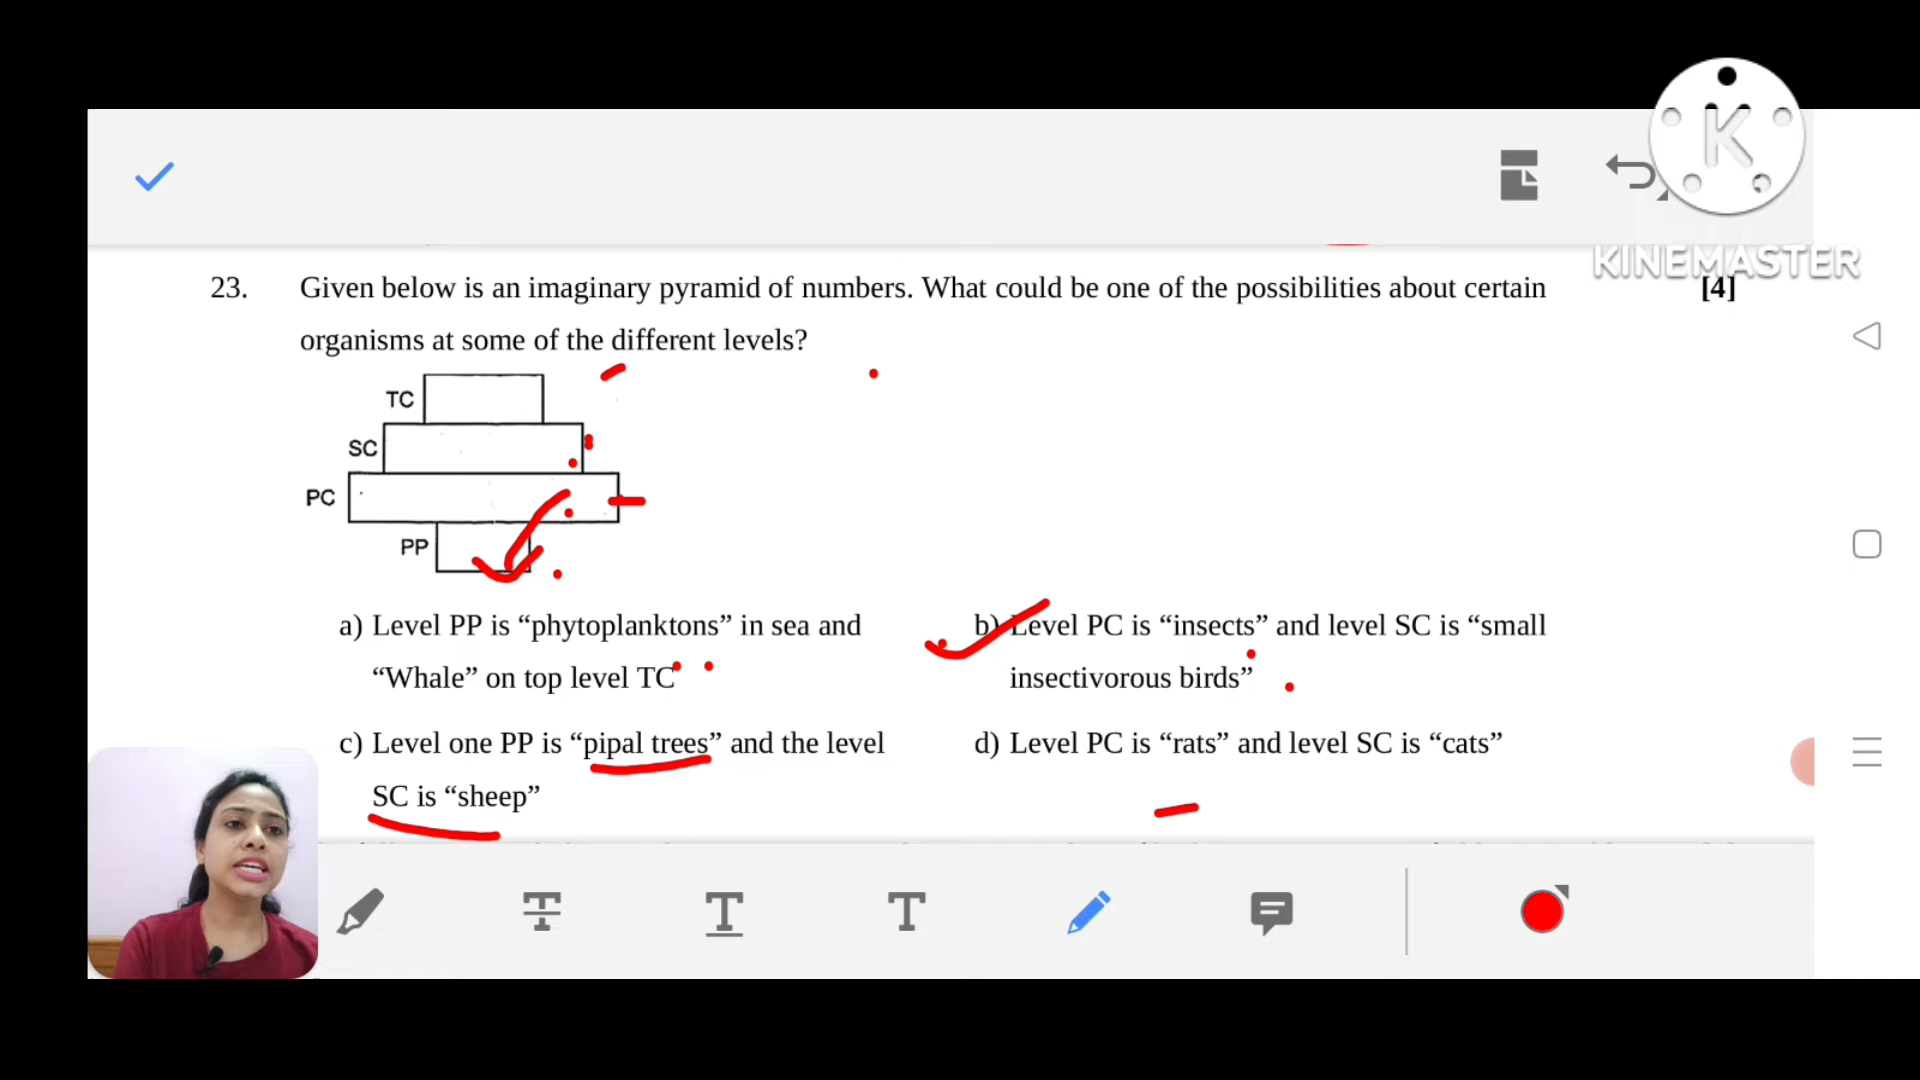 K
KINEMASTER
23. Given below is an imaginary pyramid of numbers. What could be one of the possibilities about certain [4]
organisms at some of the different levels?
TC
SC
PC
PP
a) Level PP is “phytoplanktons” in sea and
“Whale” on top level TC
b) Level PC is “insects” and level SC is “small
insectivorous birds”
c) Level one PP is “pipal trees” and the level
SC is “sheep”
d) Level PC is “rats” and level SC is “cats”
T T T